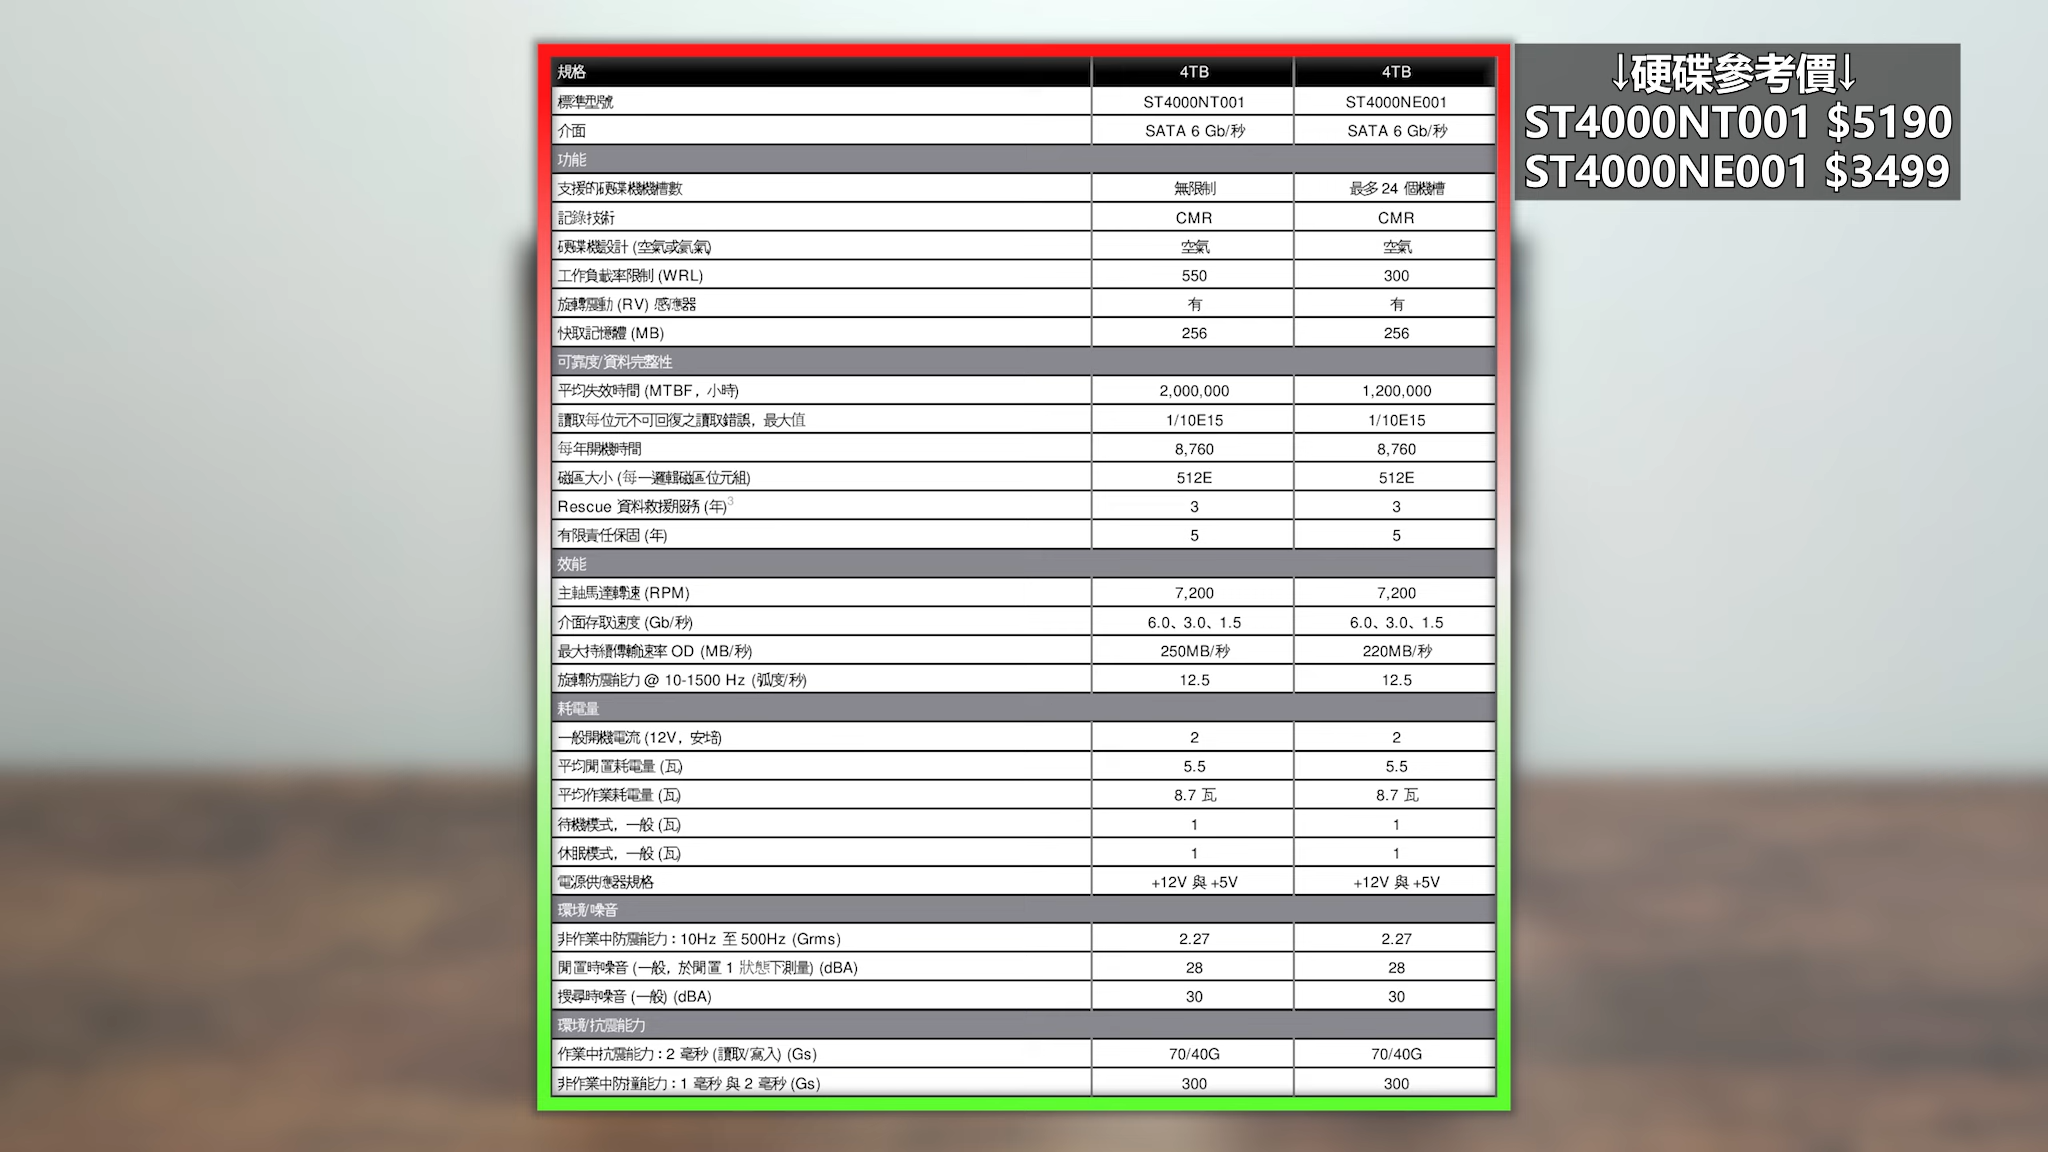 規格 4TB 4TB
標準型號 ST4000NT001 ST4000NE001
介面 SATA 6 Gb/秒 SATA 6 Gb/秒
功能
支援的硬碟機機槽數 無限制 最多 24 個機槽
記錄技術 CMR CMR
硬碟機設計 (空氣或氦氣) 空氣 空氣
工作負載率限制 (WRL) 550 300
旋轉震動 (RV) 感應器 有 有
快取記憶體 (MB) 256 256
可靠度/資料完整性
平均失效時間 (MTBF，小時) 2,000,000 1,200,000
讀取每位元不可回復之讀取錯誤，最大值 1/10E15 1/10E15
每年開機時間 8,760 8,760
磁區大小 (每一邏輯磁區位元組) 512E 512E
Rescue 資料救援服務 (年)3 3 3
有限責任保固 (年) 5 5
效能
主軸馬達轉速 (RPM) 7,200 7,200
介面存取速度 (Gb/秒) 6.0、3.0、1.5 6.0、3.0、1.5
最大持續傳輸速率 OD (MB/秒) 250MB/秒 220MB/秒
旋轉防震能力 @ 10-1500 Hz (弧度/秒) 12.5 12.5
耗電量
一般開機電流 (12V，安培) 2 2
平均閒置耗電量 (瓦) 5.5 5.5
平均作業耗電量 (瓦) 8.7 瓦 8.7 瓦
待機模式，一般 (瓦) 1 1
休眠模式，一般 (瓦) 1 1
電源供應器規格 +12V 與 +5V +12V 與 +5V
環境/噪音
非作業中防震能力：10Hz 至 500Hz (Grms) 2.27 2.27
閒置時噪音 (一般，於閒置 1 狀態下測量) (dBA) 28 28
搜尋時噪音 (一般) (dBA) 30 30
環境/抗震能力
作業中抗震能力：2 毫秒 (讀取/寫入) (Gs) 70/40G 70/40G
非作業中防撞能力：1 毫秒 與 2 毫秒 (Gs) 300 300
↓硬碟參考價↓
ST4000NT001 $5190
ST4000NE001 $3499